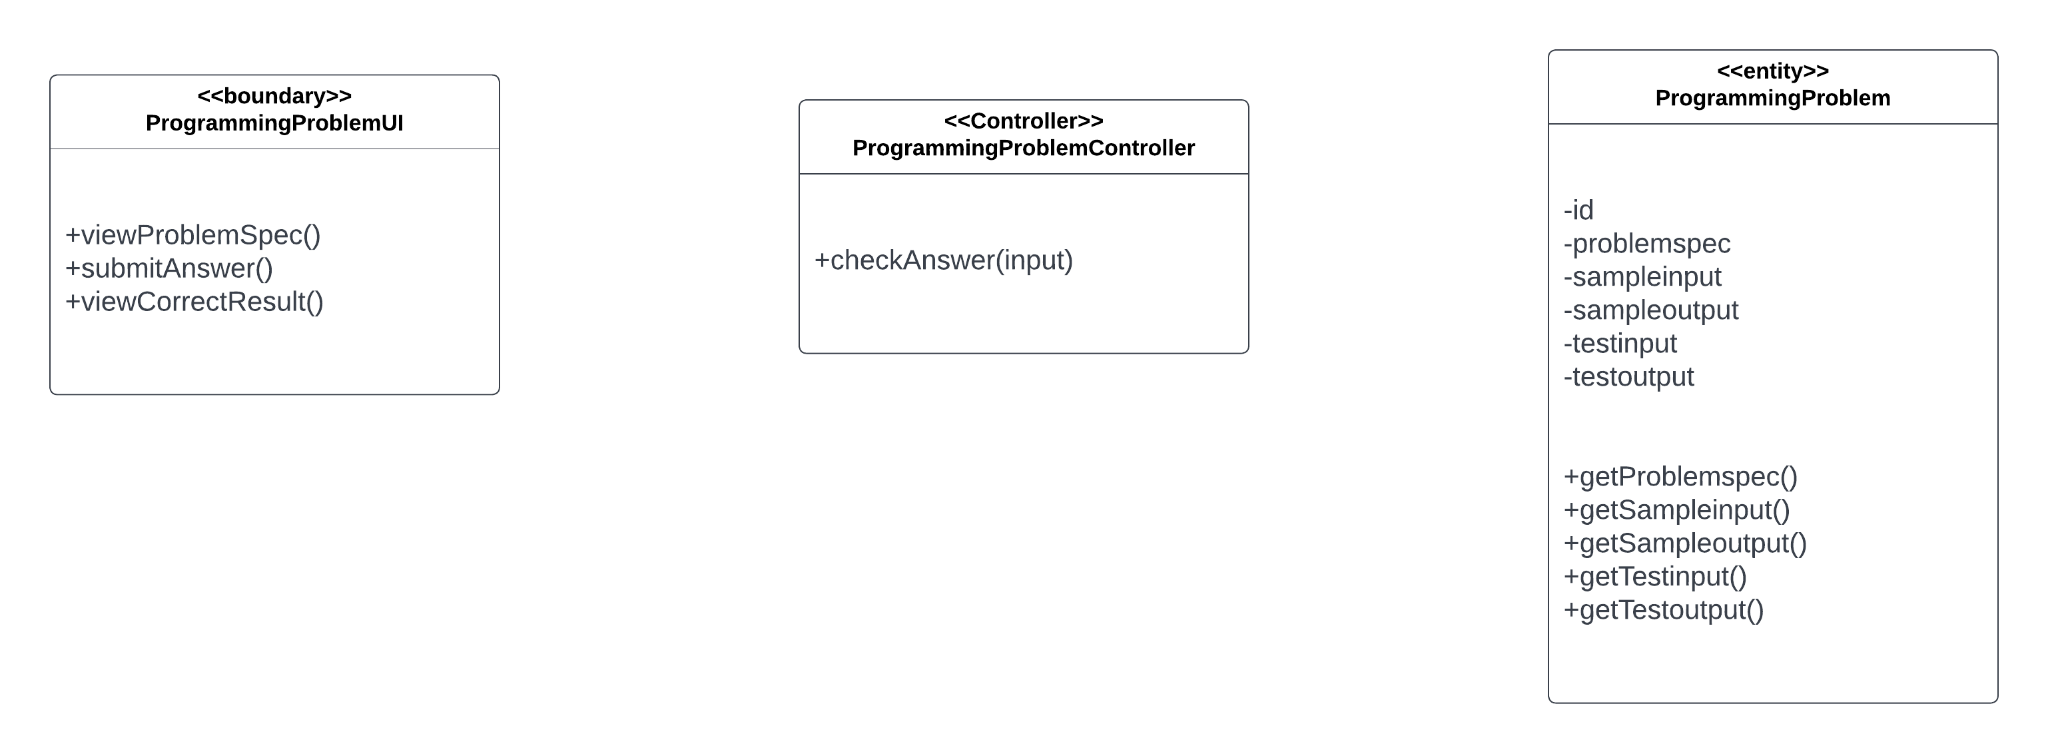 <<boundary>>
ProgrammingProblemUI
+viewProblemSpec()
+submitAnswer()
+viewCorrectResult()
<<Controller>>
ProgrammingProblemController
+checkAnswer(input)
<<entity>>
ProgrammingProblem
-id
-problemspec
-sampleinput
-sampleoutput
-testinput
-testoutput
+getProblemspec()
+getSampleinput()
+getSampleoutput()
+getTestinput()
+getTestoutput()